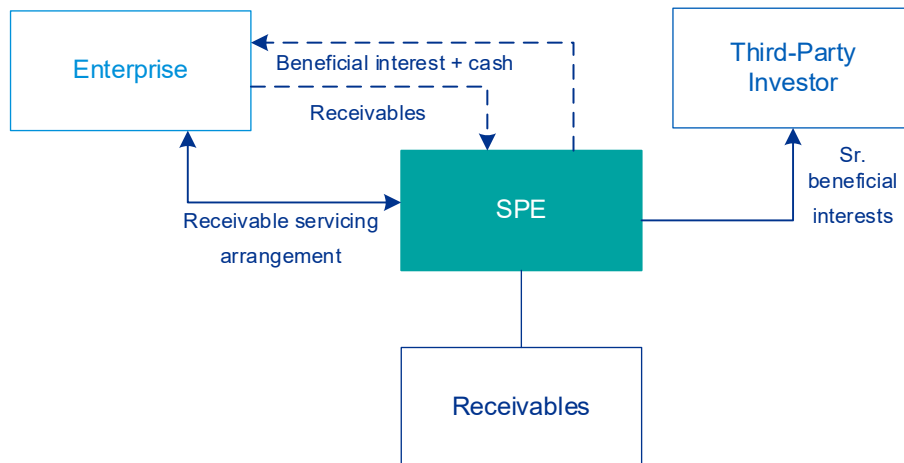 Enterprise
Beneficial interest + cash
Receivables
Third-Party
Investor
Sr.
beneficial
interests
SPE
Receivable servicing
arrangement
Receivables